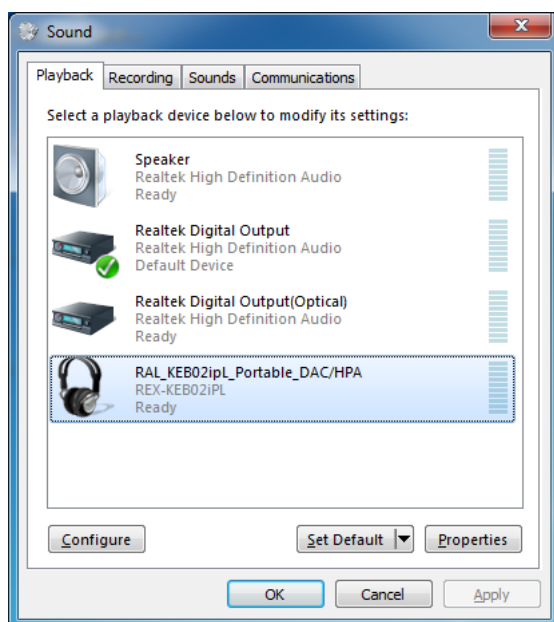 Sound
Playback Recording Sounds Communications
Select a playback device below to modify its settings:
Speaker
Realtek High Definition Audio
Ready
Realtek Digital Output
Realtek High Definition Audio
Default Device
Realtek Digital Output(Optical)
Realtek High Definition Audio
Ready
RAL_KEB02ipL_Portable_DAC/HPA
REX-KEB02iPL
Ready
Configure Set Default Properties
OK Cancel Apply